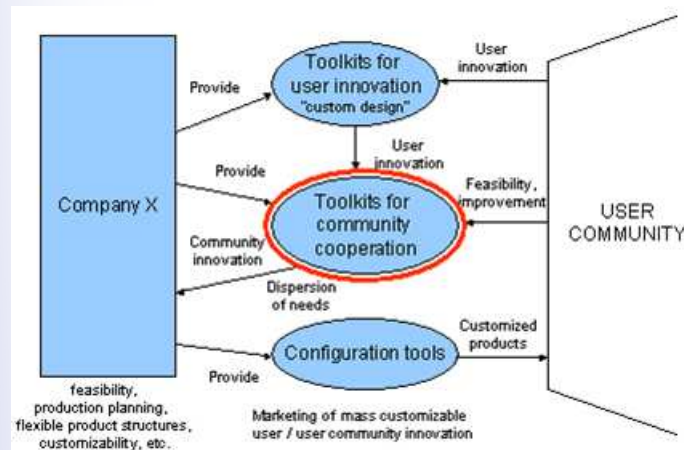 Toolkits for
user innovation
"custom design"
User
innovation
Provide
User
innovation
Provide
Feasibility,
improvement
Company X
Toolkits for
community
cooperation
USER
COMMUNITY
Community
innovation
Dispersion
of needs
Configuration tools
Customized
products
Provide
feasibility,
production planning,
flexible product structures,
customizability, etc.
Marketing of mass customizable
user / user community innovation